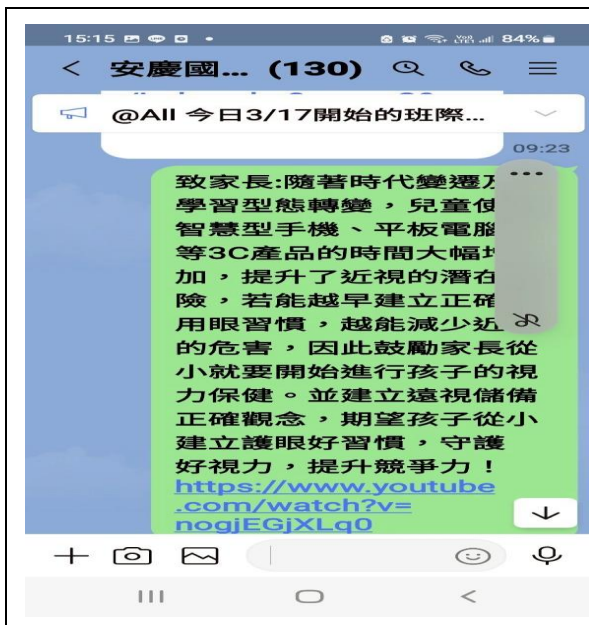 15:15
84%
安慶國... (130)
@All 今日3/17開始的班際...
09:23
致家長:隨著時代變遷及
學習型態轉變，兒童使
智慧型手機、平板電腦
等3C產品的時間大幅增
加，提升了近視的潛在
險，若能越早建立正確
用眼習慣，越能減少近
的危害，因此鼓勵家長從
小就要開始進行孩子的視
力保健。並建立遠視儲備
正確觀念，期望孩子從小
建立護眼好習慣，守護
好視力，提升競爭力！
https://www.youtube
.com/watch?v=
nogjEGjXLq0